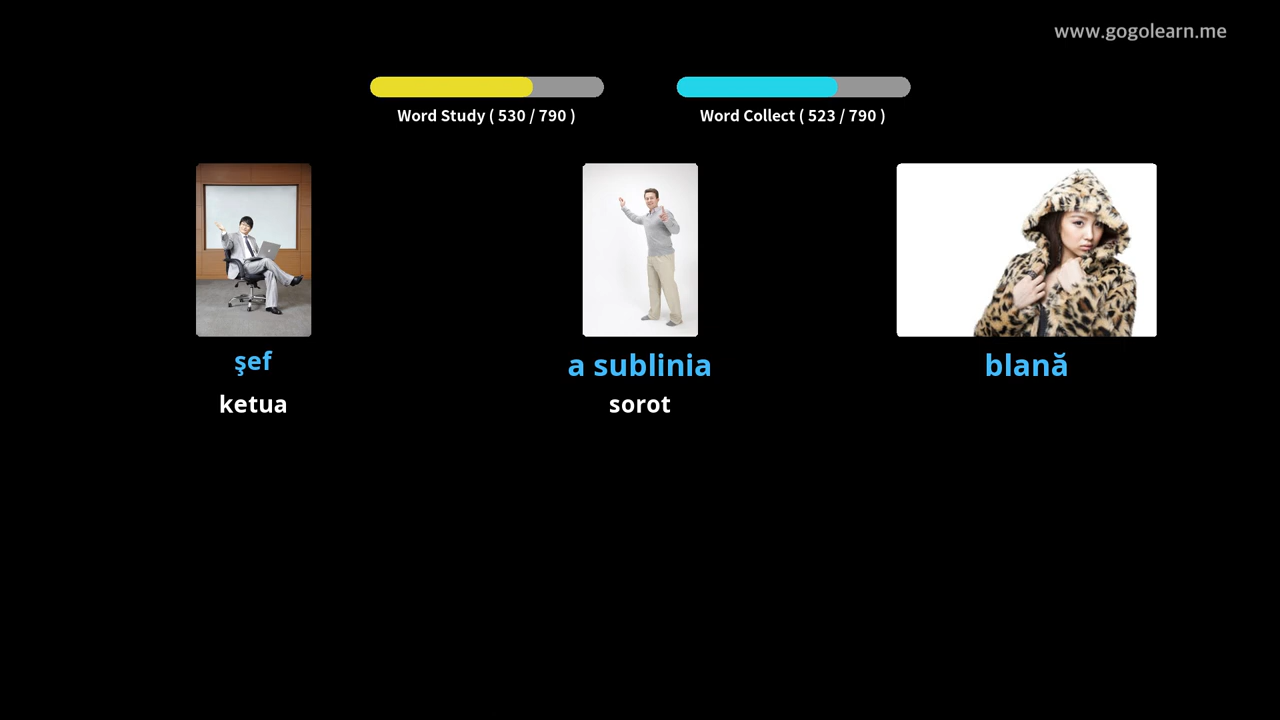 www.gogolearn.me
Word Study ( 530 / 790 )
Word Collect ( 523 / 790 )
şef
a sublinia
blană
ketua
sorot